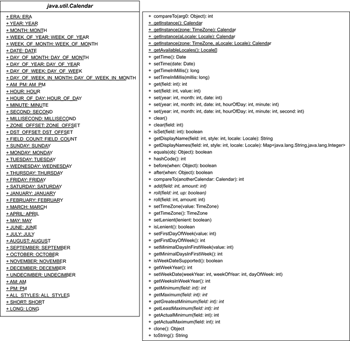 java.util.Calendar
+ ERA: ERA
+ YEAR: YEAR
+ MONTH: MONTH
+ WEEK_OF_YEAR: WEEK_OF_YEAR
+ WEEK_OF_MONTH: WEEK_OF_MONTH
+ DATE: DATE
+ DAY_OF_MONTH: DAY_OF_MONTH
+ DAY_OF_YEAR: DAY_OF_YEAR
+ DAY_OF_WEEK: DAY_OF_WEEK
+ DAY_OF_WEEK_IN_MONTH: DAY_OF_WEEK_IN_MONTH
+ AM_PM: AM_PM
+ HOUR: HOUR
+ HOUR_OF_DAY: HOUR_OF_DAY
+ MINUTE: MINUTE
+ SECOND: SECOND
+ MILLISECOND: MILLISECOND
+ ZONE_OFFSET: ZONE_OFFSET
+ DST_OFFSET: DST_OFFSET
+ FIELD_COUNT: FIELD_COUNT
+ SUNDAY: SUNDAY
+ MONDAY: MONDAY
+ TUESDAY: TUESDAY
+ WEDNESDAY: WEDNESDAY
+ THURSDAY: THURSDAY
+ FRIDAY: FRIDAY
+ SATURDAY: SATURDAY
+ JANUARY: JANUARY
+ FEBRUARY: FEBRUARY
+ MARCH: MARCH
+ APRIL: APRIL
+ MAY: MAY
+ JUNE: JUNE
+ JULY: JULY
+ AUGUST: AUGUST
+ SEPTEMBER: SEPTEMBER
+ OCTOBER: OCTOBER
+ NOVEMBER: NOVEMBER
+ DECEMBER: DECEMBER
+ UNDECIMBER: UNDECIMBER
+ AM: AM
+ PM: PM
+ ALL_STYLES: ALL_STYLES
+ SHORT: SHORT
+ LONG: LONG
+ compareTo(arg0: Object): int
+ getInstance(): Calendar
+ getInstance(zone: TimeZone): Calendar
+ getInstance(aLocale: Locale): Calendar
+ getInstance(zone: TimeZone, aLocale: Locale): Calendar
+ getAvailableLocales(): Locale[]
+ getTime(): Date
+ setTime(date: Date)
+ getTimeInMillis(): long
+ setTimeInMillis(millis: long)
+ get(field: int): int
+ set(field: int, value: int)
+ set(year: int, month: int, date: int)
+ set(year: int, month: int, date: int, hourOfDay: int, minute: int)
+ set(year: int, month: int, date: int, hourOfDay: int, minute: int, second: int)
+ clear()
+ clear(field: int)
+ isSet(field: int): boolean
+ getDisplayName(field: int, style: int, locale: Locale): String
+ getDisplayNames(field: int, style: int, locale: Locale): Map<java.lang.String,java.lang.Integer>
+ equals(obj: Object): boolean
+ hashCode(): int
+ before(when: Object): boolean
+ after(when: Object): boolean
+ compareTo(anotherCalendar: Calendar): int
+ add(field: int, amount: int)
+ roll(field: int, up: boolean)
+ roll(field: int, amount: int)
+ setTimeZone(value: TimeZone)
+ getTimeZone(): TimeZone
+ setLenient(lenient: boolean)
+ isLenient(): boolean
+ setFirstDayOfWeek(value: int)
+ getFirstDayOfWeek(): int
+ setMinimalDaysInFirstWeek(value: int)
+ getMinimalDaysInFirstWeek(): int
+ isWeekDateSupported(): boolean
+ getWeekYear(): int
+ setWeekDate(weekYear: int, weekOfYear: int, dayOfWeek: int)
+ getWeeksInWeekYear(): int
+ getMinimum(field: int): int
+ getMaximum(field: int): int
+ getGreatestMinimum(field: int): int
+ getLeastMaximum(field: int): int
+ getActualMinimum(field: int): int
+ getActualMaximum(field: int): int
+ clone(): Object
+ toString(): String